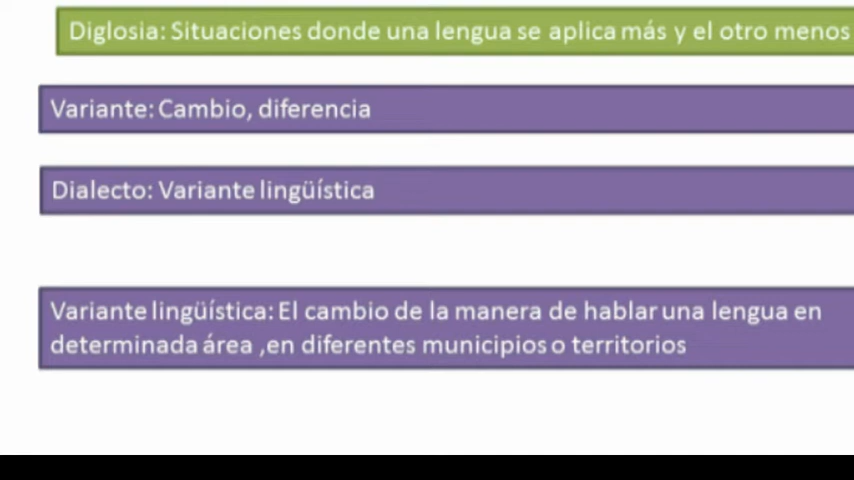 Diglosia: Situaciones donde una lengua se aplica más y el otro menos
Variante: Cambio, diferencia
Dialecto: Variante lingüística
Variante lingüística: El cambio de la manera de hablar una lengua en
determinada área ,en diferentes municipios o territorios